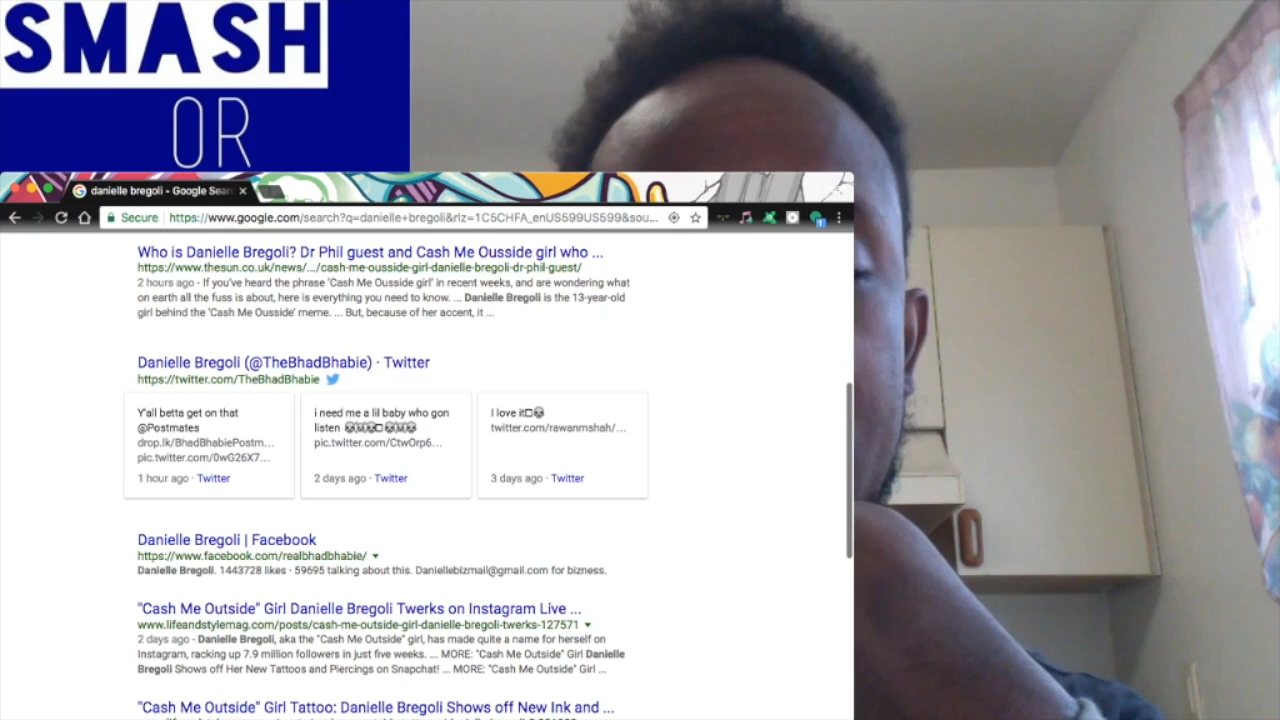 SMASH
OR
danielle bregoli - Google Sear
Secure https://www.google.com/search?q=danielle+bregoli&rlz=1C5CHFA_enUS599US599&sou...
Who is Danielle Bregoli? Dr Phil guest and Cash Me Ousside girl who ...
https://www.thesun.co.uk/news/.../cash-me-ousside-girl-danielle-bregoli-dr-phil-guest/
2 hours ago - If you've heard the phrase 'Cash Me Ousside girl' in recent weeks, and are wondering what
on earth all the fuss is about, here is everything you need to know. ... Danielle Bregoli is the 13-year-old
girl behind the 'Cash Me Ousside' meme. ... But, because of her accent, it ...
Danielle Bregoli (@TheBhadBhabie) · Twitter
https://twitter.com/TheBhadBhabie
Y'all betta get on that
@Postmates
drop.lk/BhadBhabiePostm...
pic.twitter.com/0wG26X7...
1 hour ago · Twitter
i need me a lil baby who gon
listen
pic.twitter.com/CtwOrp6...
2 days ago · Twitter
I love it
twitter.com/rawanmshah/...
3 days ago · Twitter
Danielle Bregoli | Facebook
https://www.facebook.com/realbhadbhabie/
Danielle Bregoli. 1443728 likes · 59695 talking about this. Daniellebizmail@gmail.com for bizness.
"Cash Me Outside" Girl Danielle Bregoli Twerks on Instagram Live ...
www.lifeandstylemag.com/posts/cash-me-outside-girl-danielle-bregoli-twerks-127571
2 days ago - Danielle Bregoli, aka the "Cash Me Outside" girl, has made quite a name for herself on
Instagram, racking up 7.9 million followers in just five weeks. ... MORE: "Cash Me Outside" Girl Danielle
Bregoli Shows off Her New Tattoos and Piercings on Snapchat! ... MORE: "Cash Me Outside" Girl ...
"Cash Me Outside" Girl Tattoo: Danielle Bregoli Shows off New Ink and ...